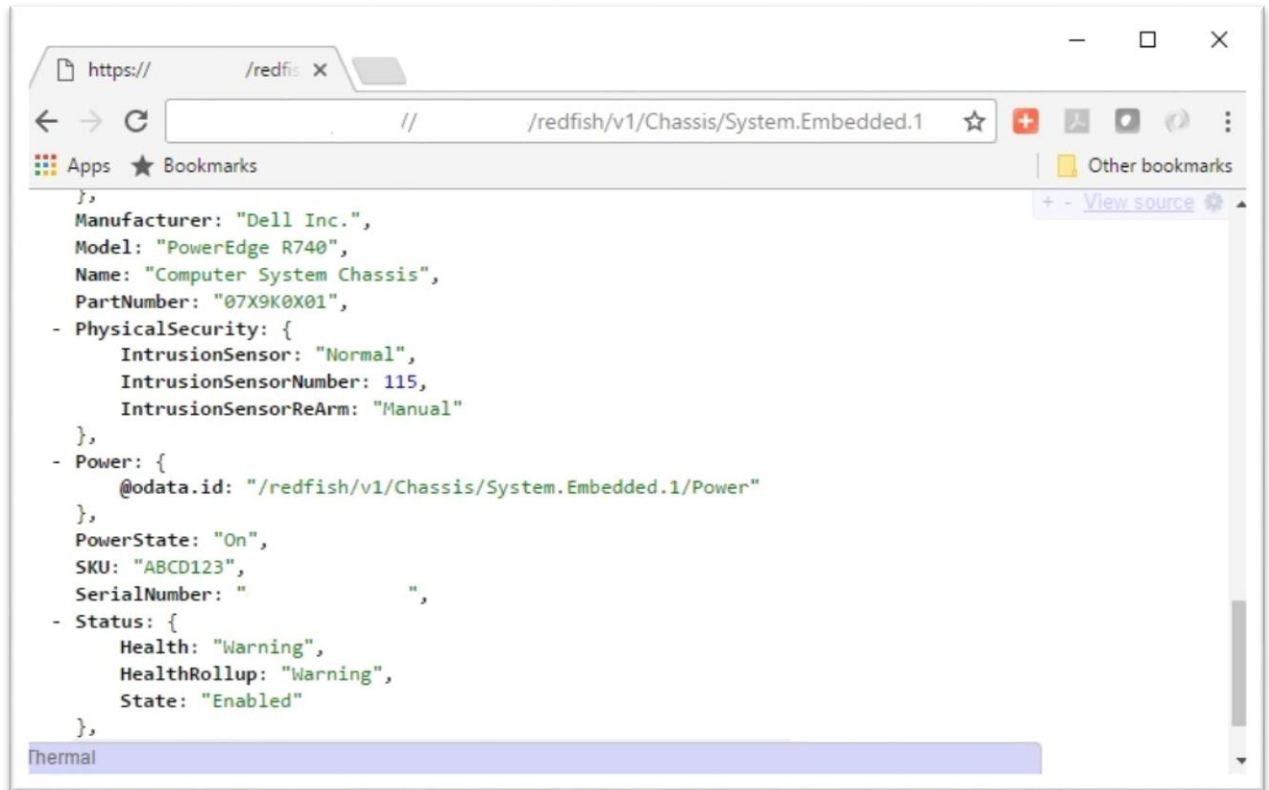 https:// /redfis
// /redfish/v1/Chassis/System.Embedded.1
Apps Bookmarks Other bookmarks
},
+ - View source
Manufacturer: "Dell Inc.",
Model: "PowerEdge R740",
Name: "Computer System Chassis",
PartNumber: "07X9K0X01",
- PhysicalSecurity: {
IntrusionSensor: "Normal",
IntrusionSensorNumber: 115,
IntrusionSensorReArm: "Manual"
},
- Power: {
@odata.id: "/redfish/v1/Chassis/System.Embedded.1/Power"
},
PowerState: "On",
SKU: "ABCD123",
SerialNumber: " ",
- Status: {
Health: "Warning",
HealthRollup: "Warning",
State: "Enabled"
},
Thermal